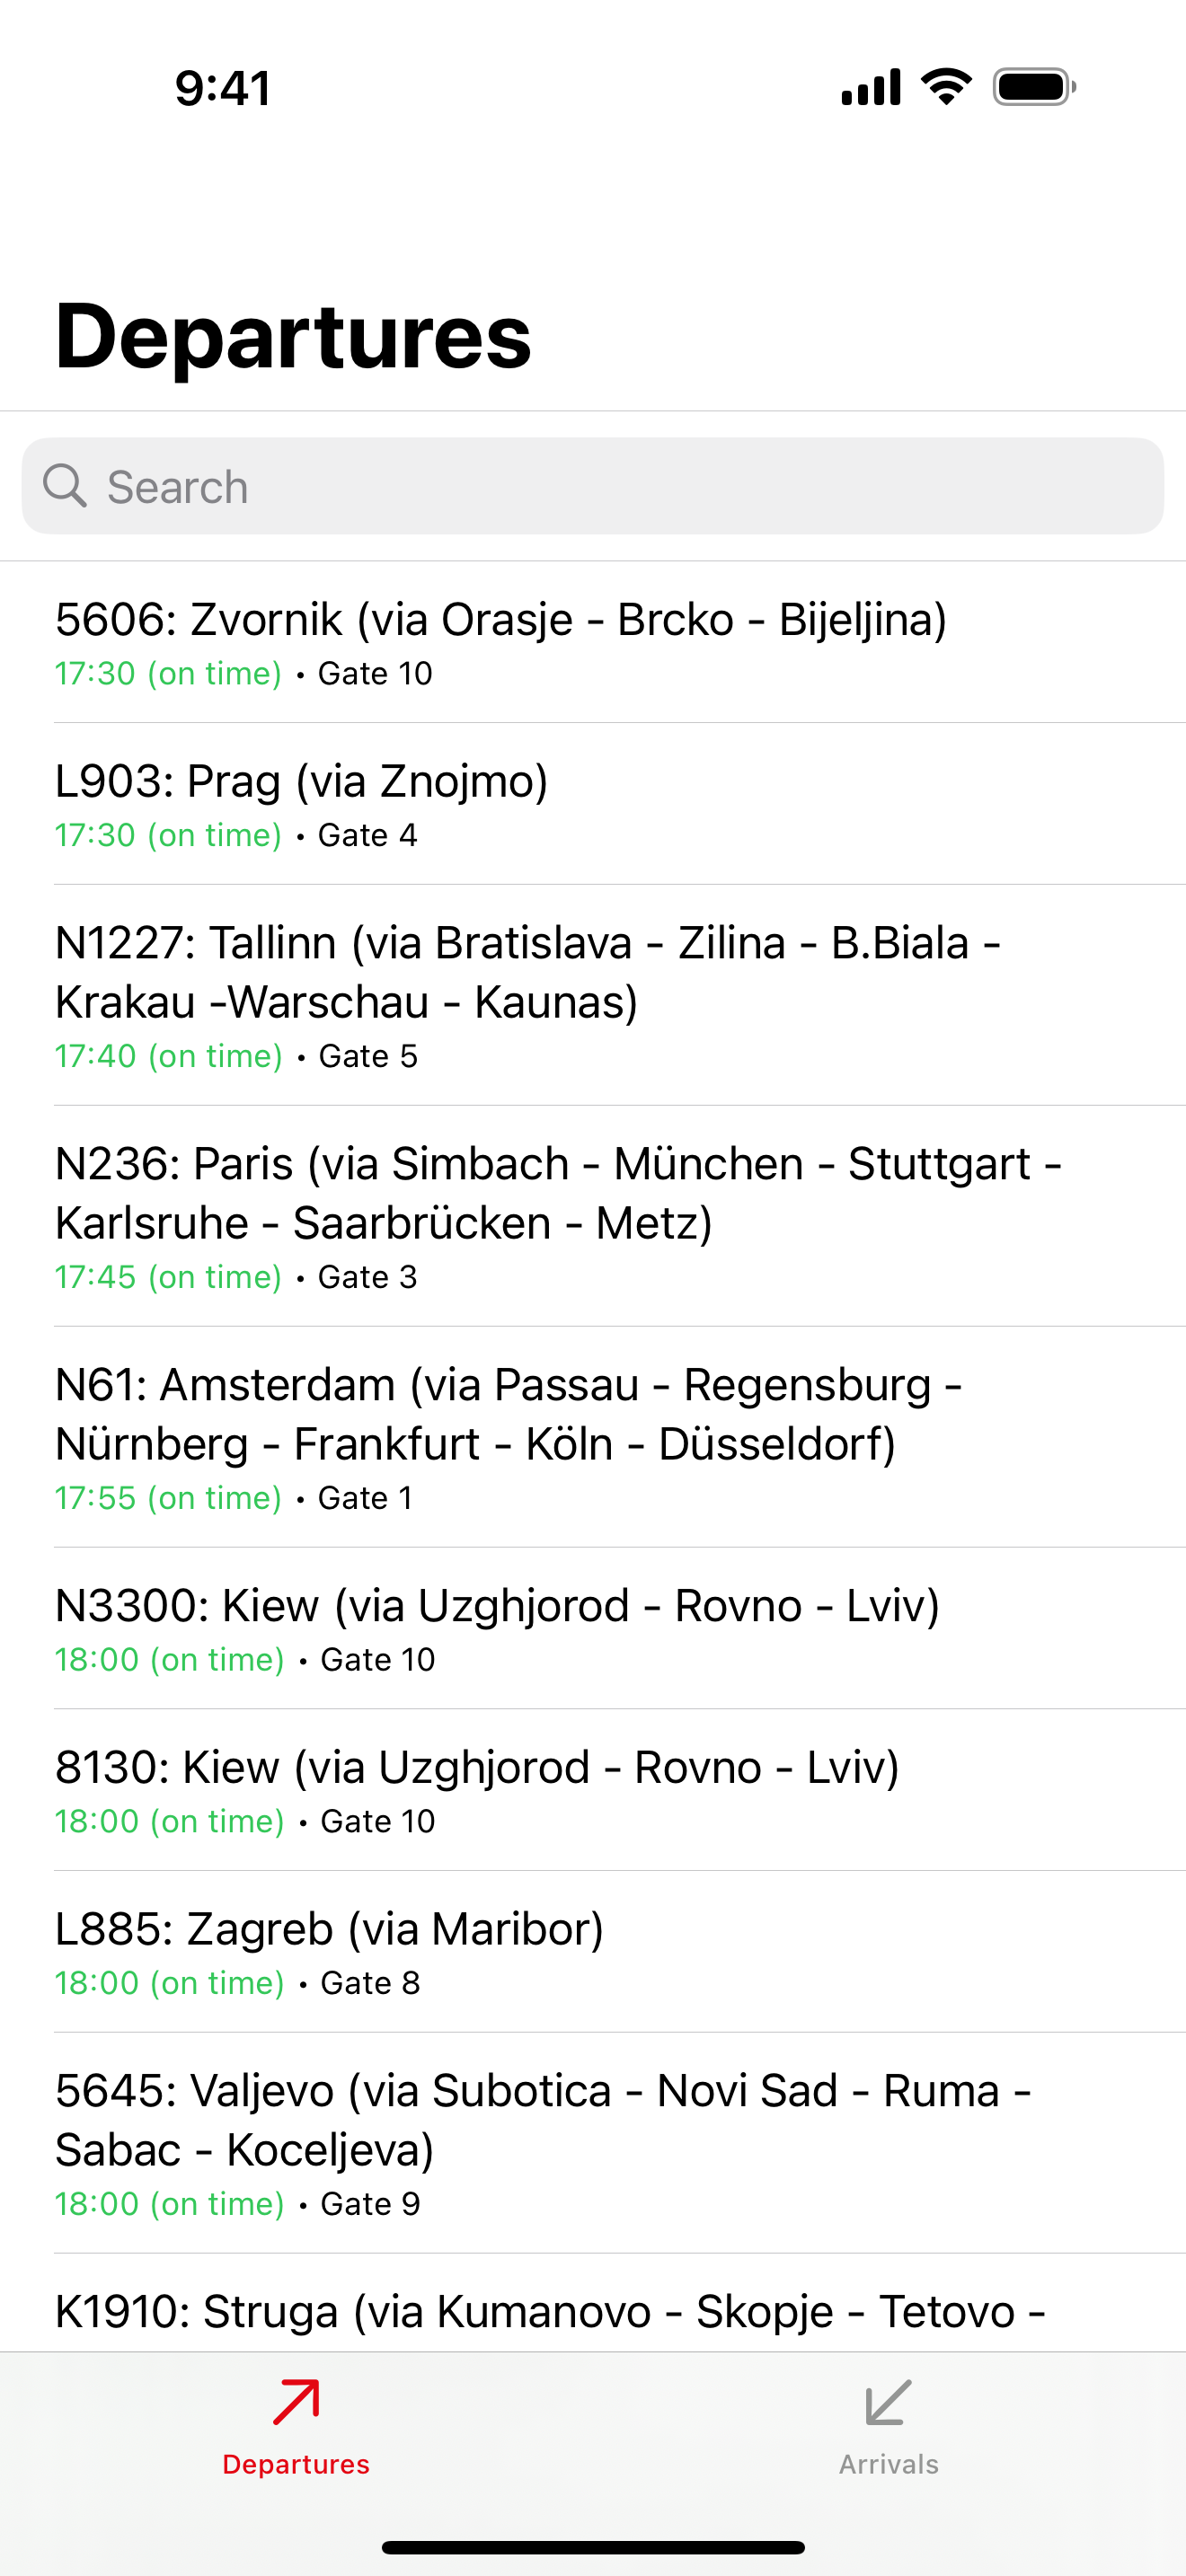 9:41
Departures
Search
5606: Zvornik (via Orasje - Brcko - Bijeljina)
17:30 (on time) • Gate 10
L903: Prag (via Znojmo)
17:30 (on time) • Gate 4
N1227: Tallinn (via Bratislava - Zilina - B.Biala -
Krakau -Warschau - Kaunas)
17:40 (on time) • Gate 5
N236: Paris (via Simbach - München - Stuttgart -
Karlsruhe - Saarbrücken - Metz)
17:45 (on time) • Gate 3
N61: Amsterdam (via Passau - Regensburg -
Nürnberg - Frankfurt - Köln - Düsseldorf)
17:55 (on time) • Gate 1
N3300: Kiew (via Uzghjorod - Rovno - Lviv)
18:00 (on time) • Gate 10
8130: Kiew (via Uzghjorod - Rovno - Lviv)
18:00 (on time) • Gate 10
L885: Zagreb (via Maribor)
18:00 (on time) • Gate 8
5645: Valjevo (via Subotica - Novi Sad - Ruma -
Sabac - Koceljeva)
18:00 (on time) • Gate 9
K1910: Struga (via Kumanovo - Skopje - Tetovo -
Departures
Arrivals